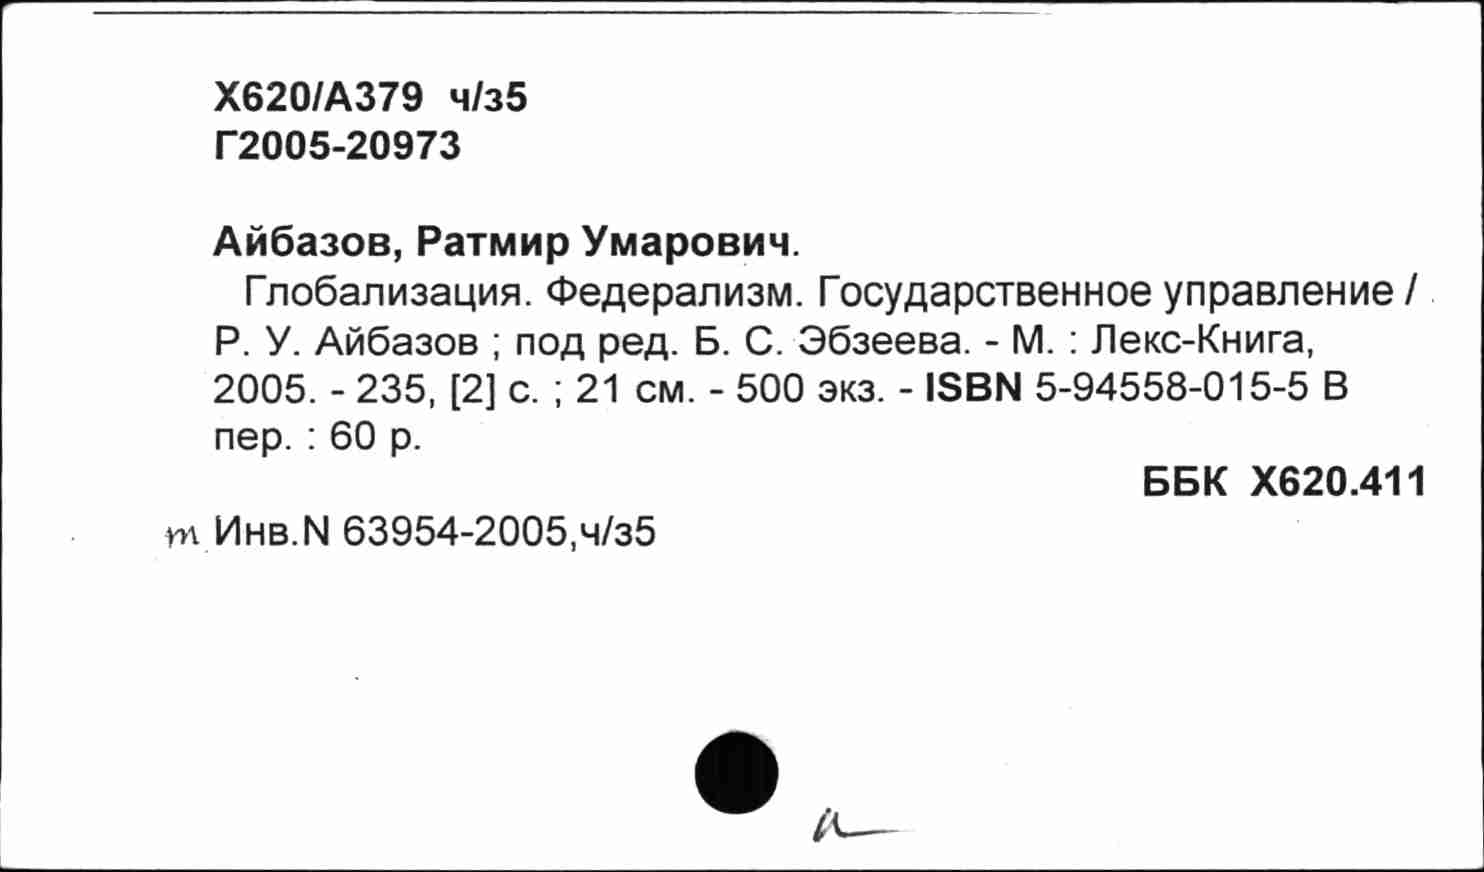 Х620/А379 ч/з5
Г2005-20973
Айбазов, Ратмир Умарович.
Глобализация. Федерализм. Государственное управление /
Р. У. Айбазов ; под ред. Б. С. Эбзеева. - М. : Лекс-Книга,
2005. - 235, [2] с. ; 21 см. - 500 экз. - ISBN 5-94558-015-5 В
пер. : 60 р.
ББК Х620.411
Инв.N 63954-2005,ч/з5